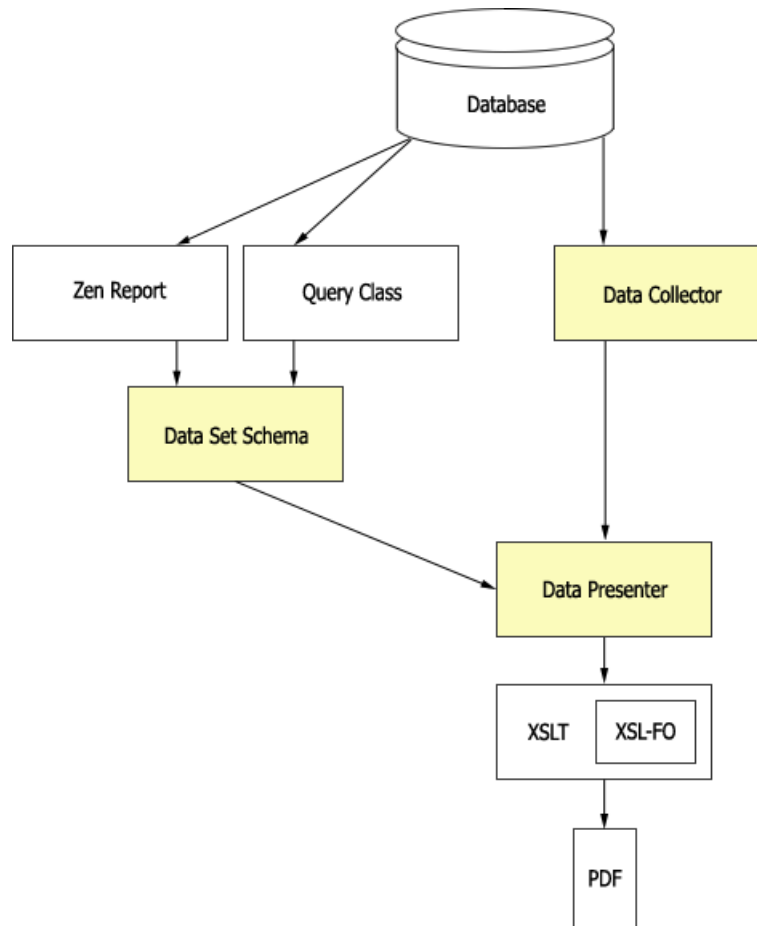 Database
Zen Report
Query Class
Data Collector
Data Set Schema
Data Presenter
XSLT
XSL-FO
PDF